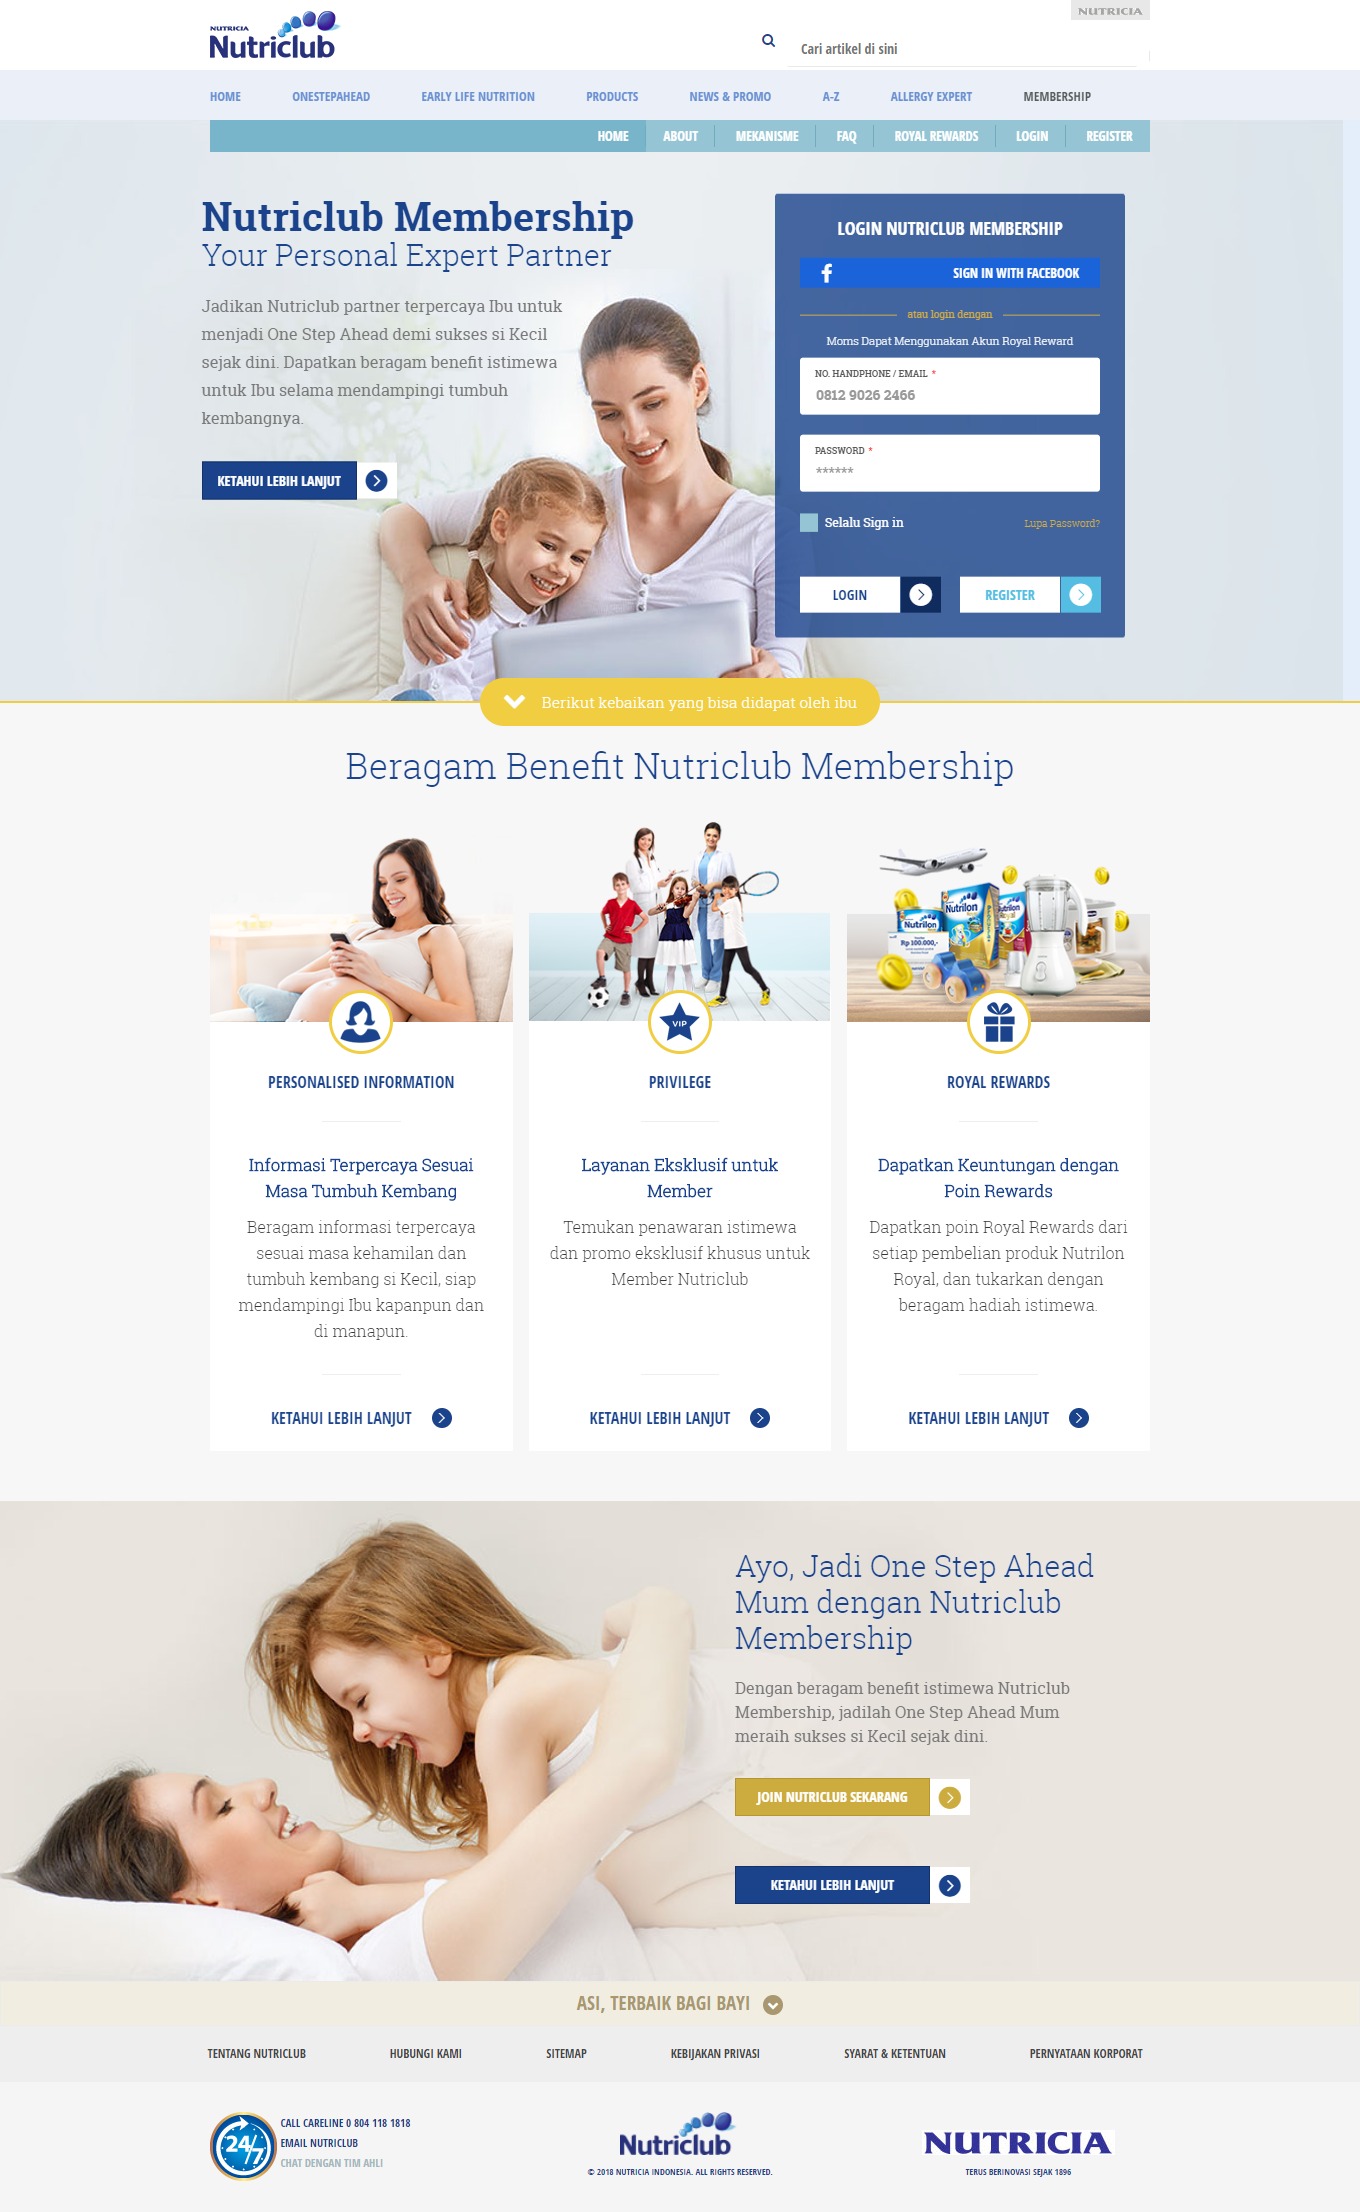 NUTRICIA
NUTRICIA
Nutriclub
Cari artikel di sini
HOME ONESTEPAHEAD EARLY LIFE NUTRITION PRODUCTS NEWS & PROMO A-Z ALLERGY EXPERT MEMBERSHIP
HOME ABOUT MEKANISME FAQ ROYAL REWARDS LOGIN REGISTER
Nutriclub Membership
Your Personal Expert Partner
Jadikan Nutriclub partner terpercaya Ibu untuk
menjadi One Step Ahead demi sukses si Kecil
sejak dini. Dapatkan beragam benefit istimewa
untuk Ibu selama mendampingi tumbuh
kembangnya.
KETAHUI LEBIH LANJUT
LOGIN NUTRICLUB MEMBERSHIP
f SIGN IN WITH FACEBOOK
atau login dengan
Moms Dapat Menggunakan Akun Royal Reward
NO. HANDPHONE / EMAIL *
0812 9026 2466
PASSWORD *
******
Selalu Sign in Lupa Password?
LOGIN REGISTER
Berikut kebaikan yang bisa didapat oleh ibu
Beragam Benefit Nutriclub Membership
VIP
Nutrilon
Nutrilon
Nutrilon
Royal
Rp 100.000,-
PERSONALISED INFORMATION
Informasi Terpercaya Sesuai
Masa Tumbuh Kembang
Beragam informasi terpercaya
sesuai masa kehamilan dan
tumbuh kembang si Kecil, siap
mendampingi Ibu kapanpun dan
di manapun.
KETAHUI LEBIH LANJUT
PRIVILEGE
Layanan Eksklusif untuk
Member
Temukan penawaran istimewa
dan promo eksklusif khusus untuk
Member Nutriclub
KETAHUI LEBIH LANJUT
ROYAL REWARDS
Dapatkan Keuntungan dengan
Poin Rewards
Dapatkan poin Royal Rewards dari
setiap pembelian produk Nutrilon
Royal, dan tukarkan dengan
beragam hadiah istimewa.
KETAHUI LEBIH LANJUT
Ayo, Jadi One Step Ahead
Mum dengan Nutriclub
Membership
Dengan beragam benefit istimewa Nutriclub
Membership, jadilah One Step Ahead Mum
meraih sukses si Kecil sejak dini.
JOIN NUTRICLUB SEKARANG
KETAHUI LEBIH LANJUT
ASI, TERBAIK BAGI BAYI
TENTANG NUTRICLUB HUBUNGI KAMI SITEMAP KEBIJAKAN PRIVASI SYARAT & KETENTUAN PERNYATAAN KORPORAT
24/7
CALL CARELINE 0 804 118 1818
EMAIL NUTRICLUB
CHAT DENGAN TIM AHLI
Nutriclub
© 2018 NUTRICIA INDONESIA. ALL RIGHTS RESERVED.
NUTRICIA
TERUS BERINOVASI SEJAK 1896